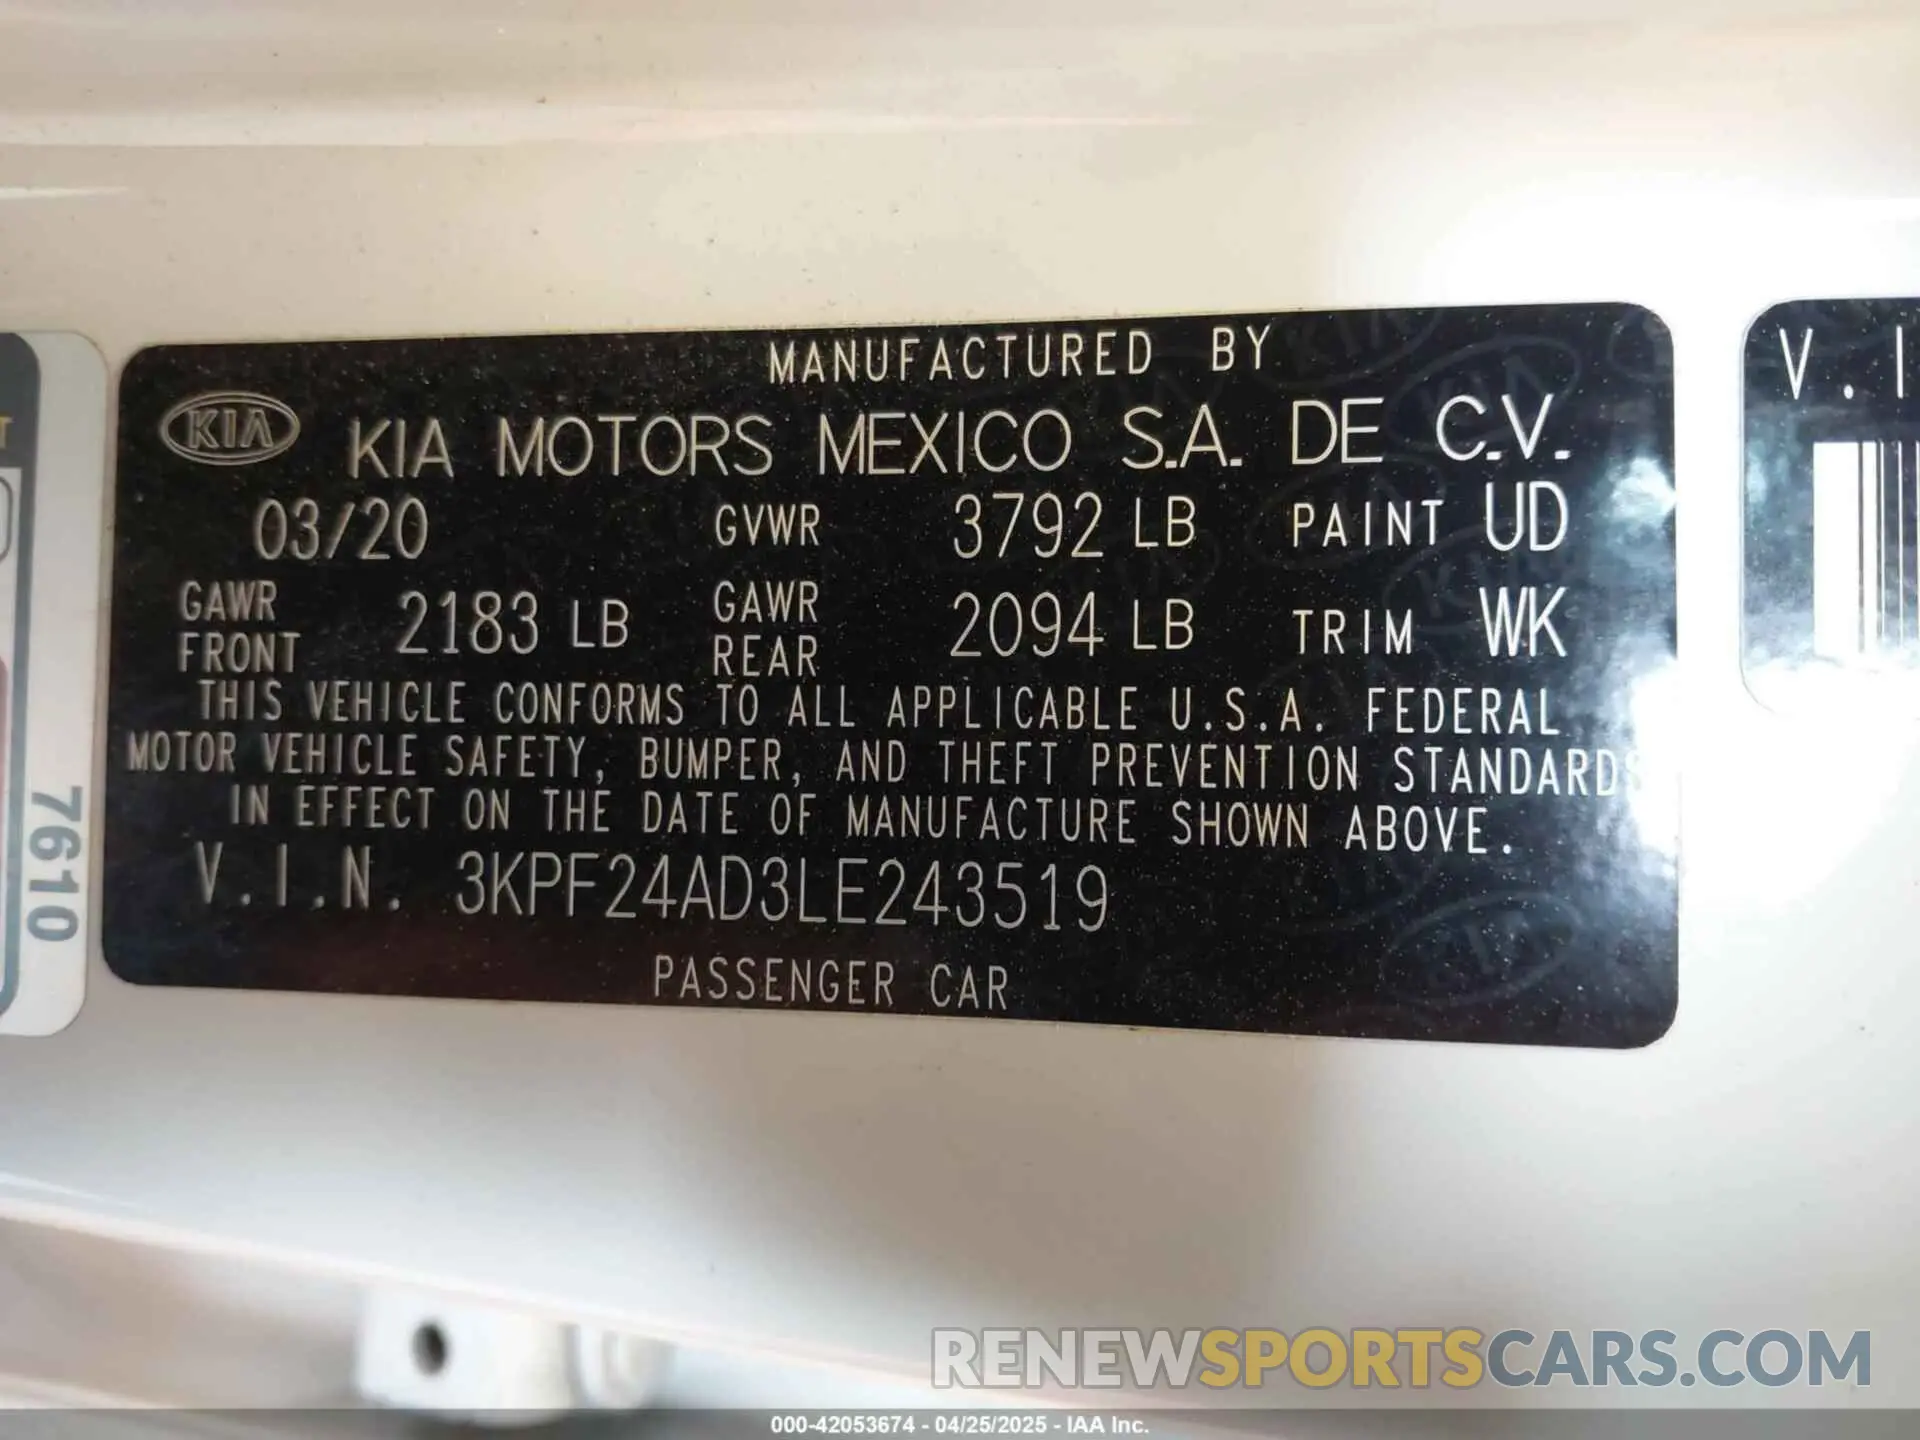 MANUFACTURED BY
KIA KIA MOTORS MEXICO S.A. DE C.V.
03/20 GVWR 3792 LB PAINT UD
GAWR FRONT 2183 LB GAWR REAR 2094 LB TRIM WK
THIS VEHICLE CONFORMS TO ALL APPLICABLE U.S.A. FEDERAL
MOTOR VEHICLE SAFETY, BUMPER, AND THEFT PREVENTION STANDARDS
IN EFFECT ON THE DATE OF MANUFACTURE SHOWN ABOVE.
V.I.N. 3KPF24AD3LE243519
PASSENGER CAR
7610
V.I
RENEWSPORTSCARS.COM
000-42053674 - 04/25/2025 - IAA Inc.